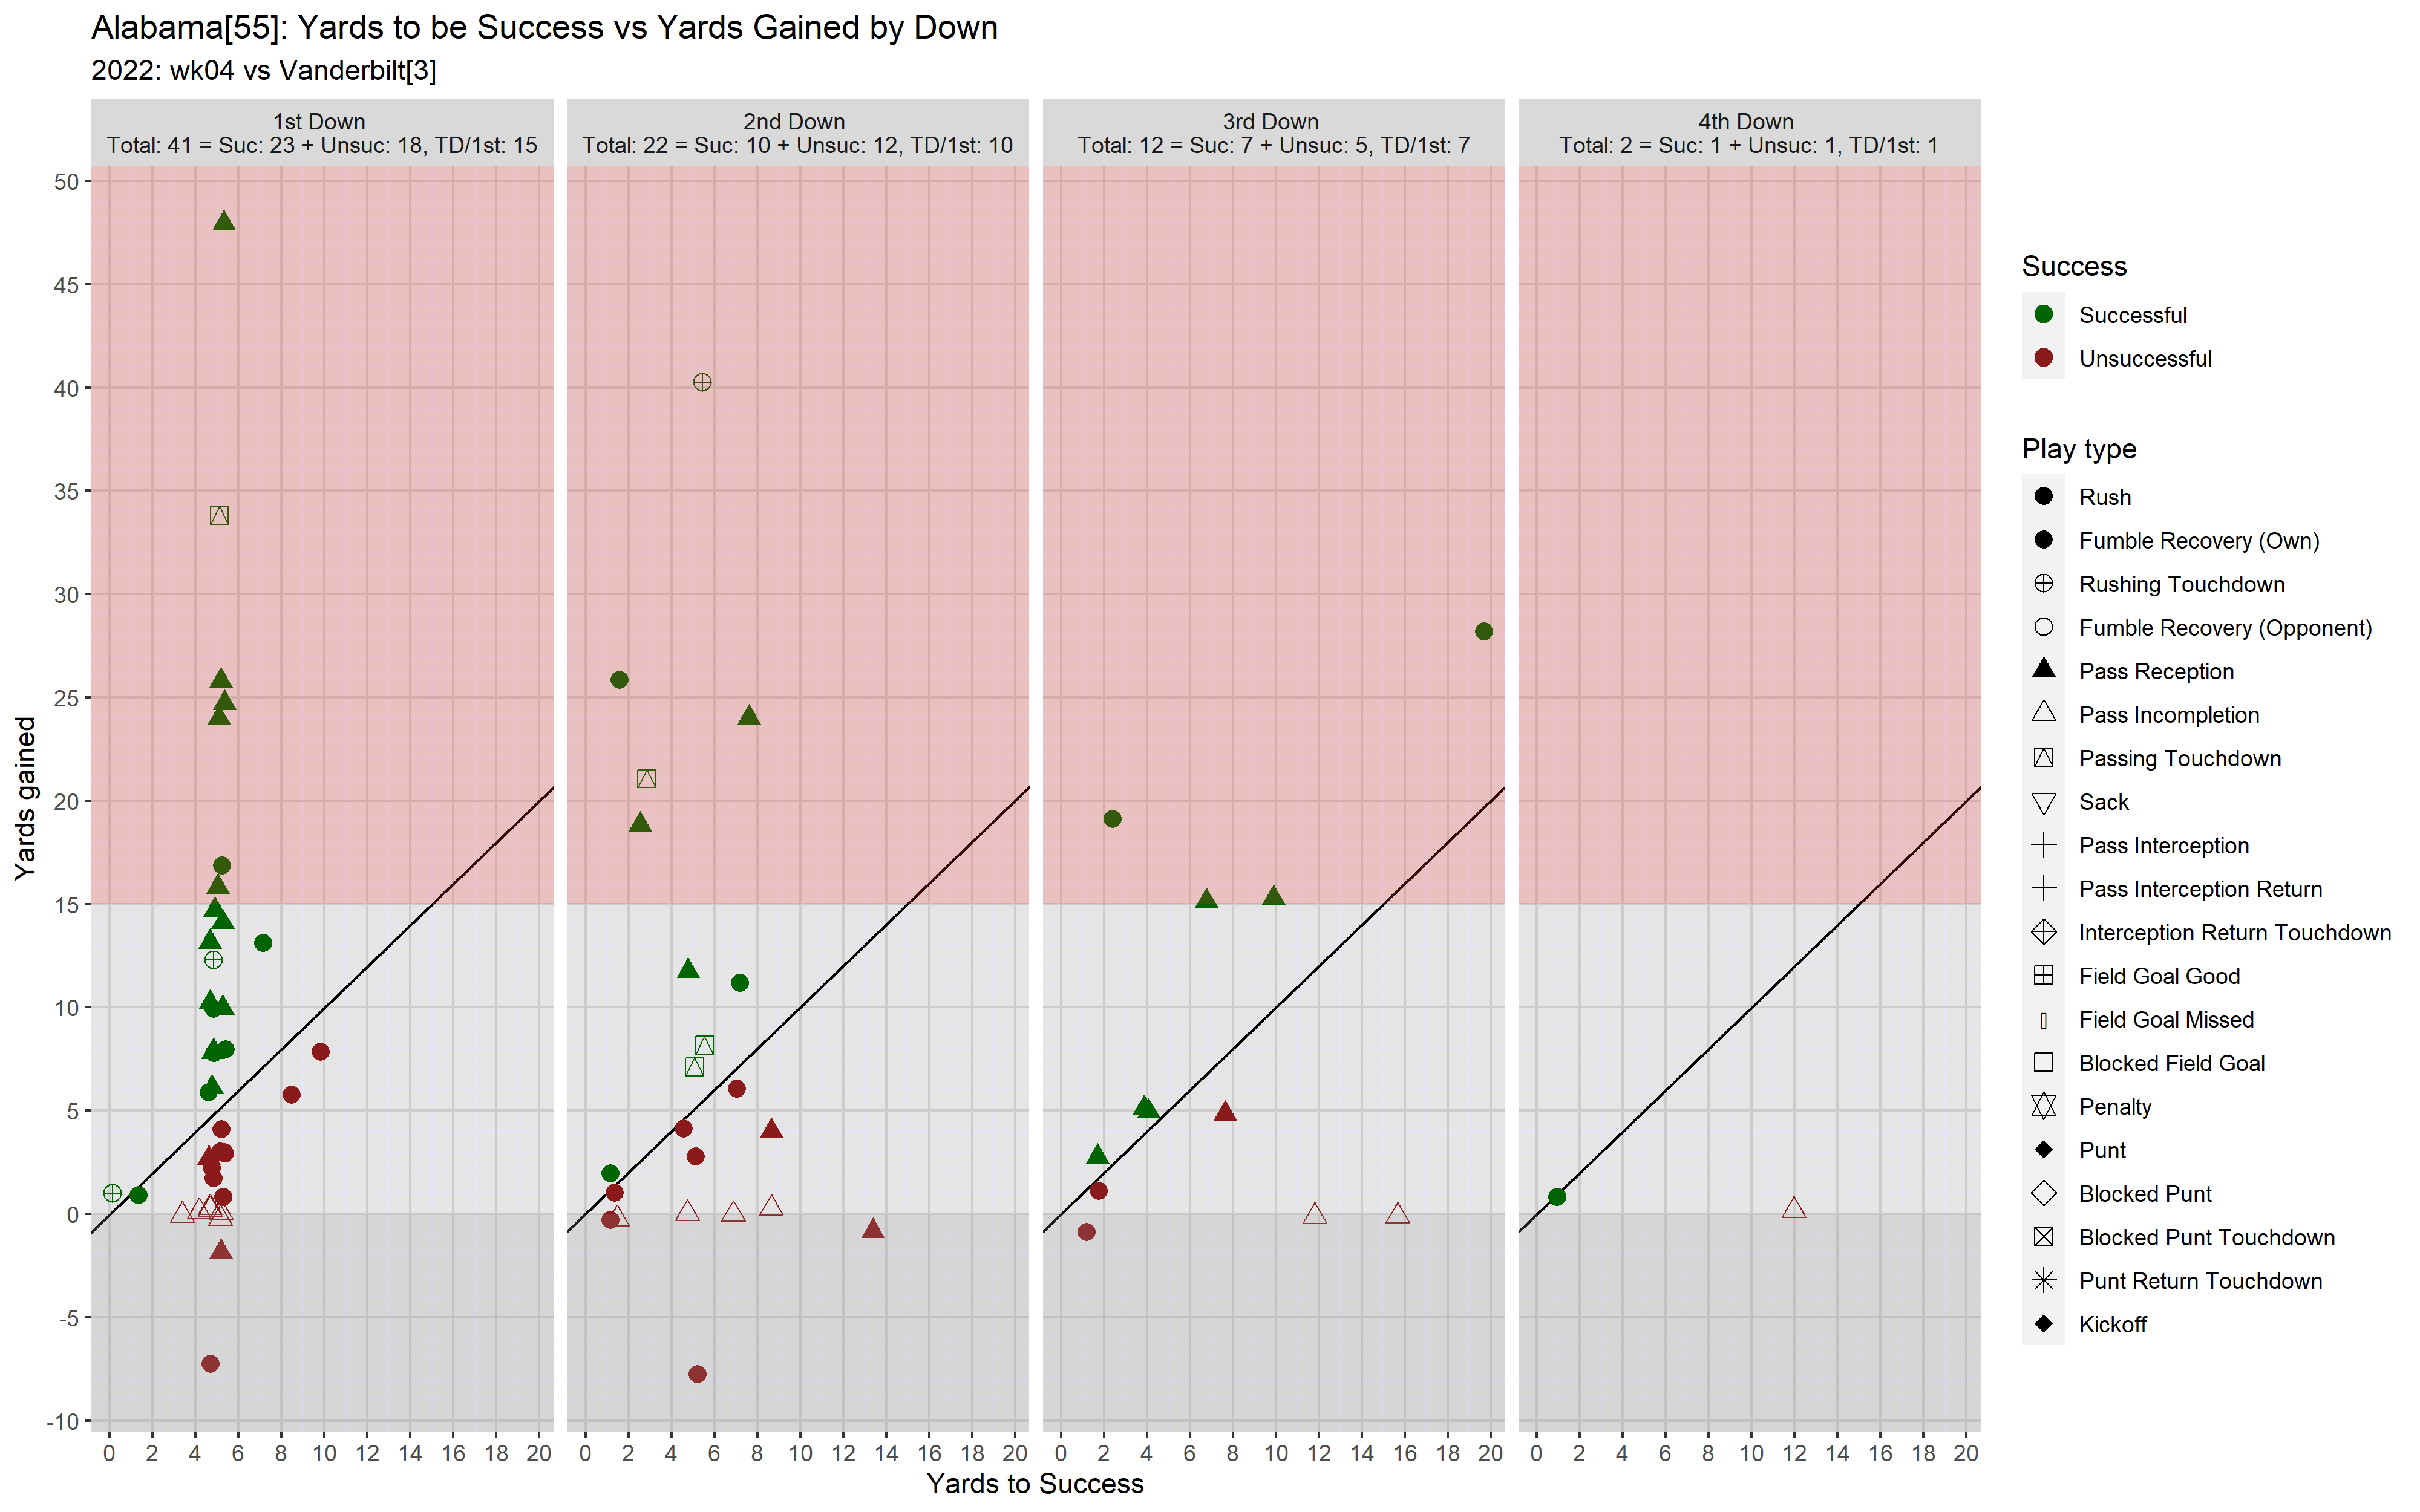 Alabama[55]: Yards to be Success vs Yards Gained by Down
2022: wk04 vs Vanderbilt[3]
1st Down
Total: 41 = Suc: 23 + Unsuc: 18, TD/1st: 15
2nd Down
Total: 22 = Suc: 10 + Unsuc: 12, TD/1st: 10
3rd Down
Total: 12 = Suc: 7 + Unsuc: 5, TD/1st: 7
4th Down
Total: 2 = Suc: 1 + Unsuc: 1, TD/1st: 1
Yards gained
50
45
40
35
30
25
20
15
10
5
0
-5
-10
0 2 4 6 8 10 12 14 16 18 20
0 2 4 6 8 10 12 14 16 18 20
0 2 4 6 8 10 12 14 16 18 20
0 2 4 6 8 10 12 14 16 18 20
Yards to Success
Success
Successful
Unsuccessful
Play type
Rush
Fumble Recovery (Own)
Rushing Touchdown
Fumble Recovery (Opponent)
Pass Reception
Pass Incompletion
Passing Touchdown
Sack
Pass Interception
Pass Interception Return
Interception Return Touchdown
Field Goal Good
Field Goal Missed
Blocked Field Goal
Penalty
Punt
Blocked Punt
Blocked Punt Touchdown
Punt Return Touchdown
Kickoff